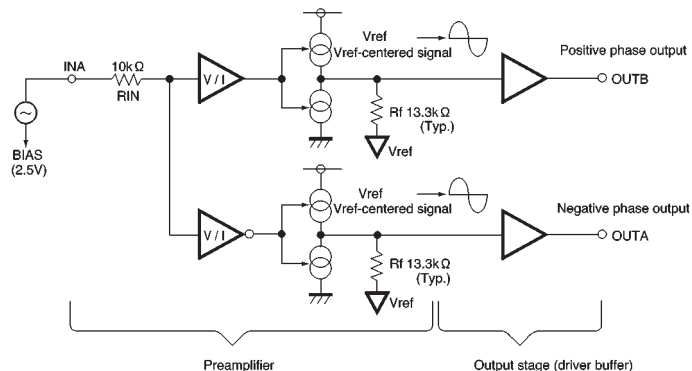 Vref
Vref-centered signal
Positive phase output
INA
10kΩ
RIN
V / I
OUTB
Rf 13.3kΩ
(Typ.)
Vref
BIAS
(2.5V)
Vref
Vref-centered signal
Negative phase output
V / I
OUTA
Rf 13.3kΩ
(Typ.)
Vref
Preamplifier
Output stage (driver buffer)